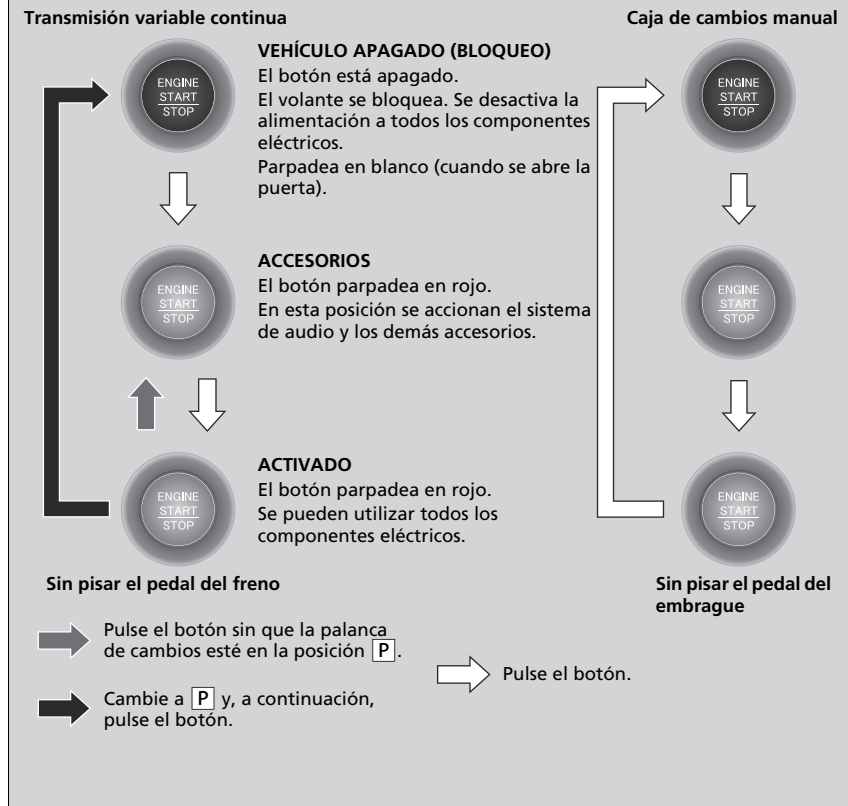 Transmisión variable continua
Caja de cambios manual
ENGINE
START
STOP
VEHÍCULO APAGADO (BLOQUEO)
El botón está apagado.
El volante se bloquea. Se desactiva la
alimentación a todos los componentes
eléctricos.
Parpadea en blanco (cuando se abre la
puerta).
ENGINE
START
STOP
ENGINE
START
STOP
ACCESORIOS
El botón parpadea en rojo.
En esta posición se accionan el sistema
de audio y los demás accesorios.
ENGINE
START
STOP
ENGINE
START
STOP
ACTIVADO
El botón parpadea en rojo.
Se pueden utilizar todos los
componentes eléctricos.
ENGINE
START
STOP
Sin pisar el pedal del freno
Sin pisar el pedal del
embrague
Pulse el botón sin que la palanca
de cambios esté en la posición P.
Pulse el botón.
Cambie a P y, a continuación,
pulse el botón.